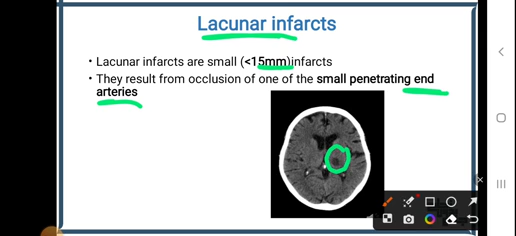 Lacunar infarcts
• Lacunar infarcts are small (<15mm)infarcts
• They result from occlusion of one of the small penetrating end
arteries